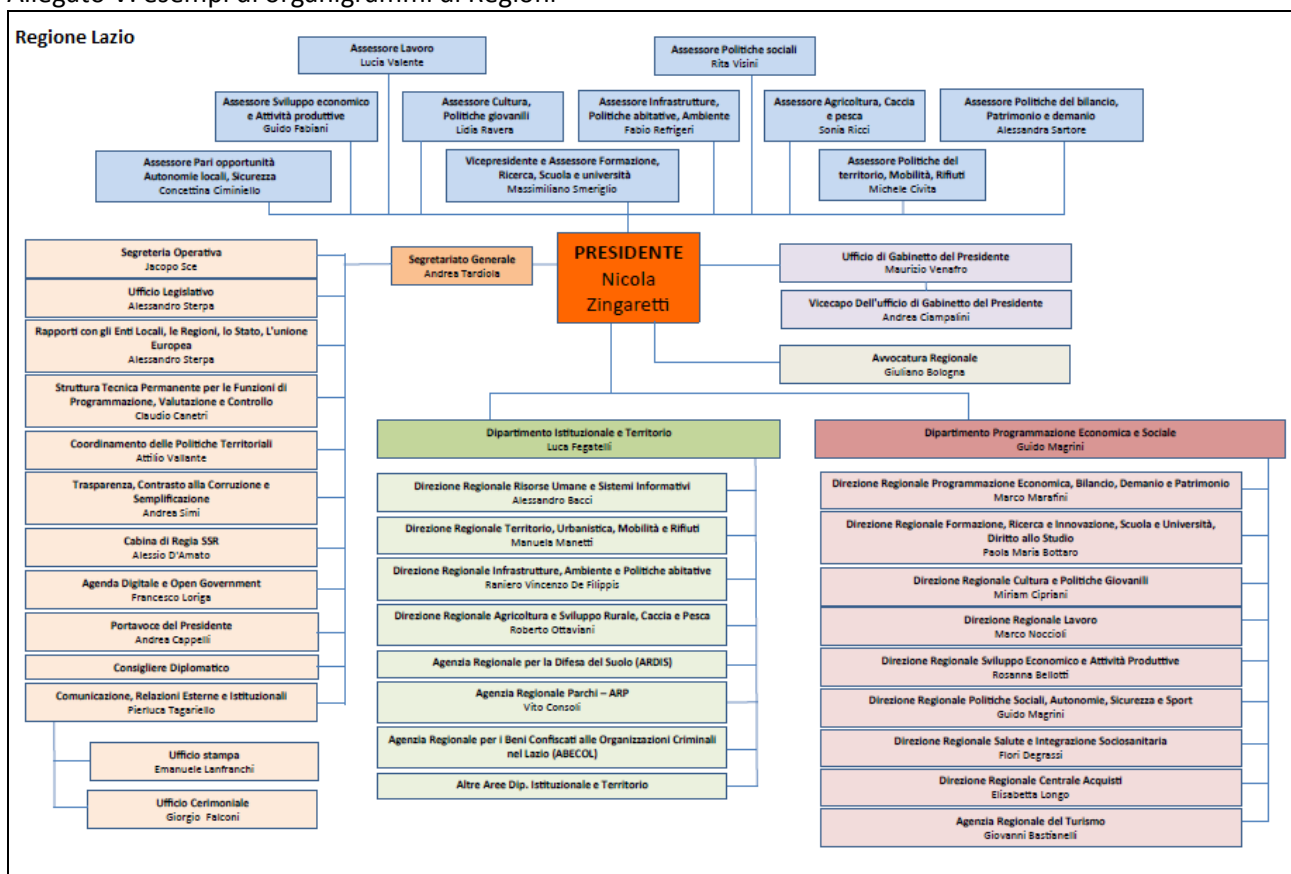 Regione Lazio
Assessore Lavoro
Lucia Valente
Assessore Politiche sociali
Rita Visini
Assessore Sviluppo economico
e Attività produttive
Guido Fabiani
Assessore Cultura,
Politiche giovanili
Lidia Ravera
Assessore Infrastrutture,
Politiche abitative, Ambiente
Fabio Refrigeri
Assessore Agricoltura, Caccia
e pesca
Sonia Ricci
Assessore Politiche del bilancio,
Patrimonio e demanio
Alessandra Sartore
Assessore Pari opportunità
Autonomie locali, Sicurezza
Concettina Ciminiello
Vicepresidente e Assessore Formazione,
Ricerca, Scuola e università
Massimiliano Smeriglio
Assessore Politiche del
territorio, Mobilità, Rifiuti
Michele Civita
PRESIDENTE
Nicola
Zingaretti
Segretariato Generale
Andrea Tardiola
Segreteria Operativa
Jacopo Sce
Ufficio Legislativo
Alessandro Sterpa
Rapporti con gli Enti Locali, le Regioni, lo Stato, L'unione
Europea
Alessandro Sterpa
Struttura Tecnica Permanente per le Funzioni di
Programmazione, Valutazione e Controllo
Claudio Canetri
Coordinamento delle Politiche Territoriali
Attilio Vallante
Trasparenza, Contrasto alla Corruzione e
Semplificazione
Andrea Simi
Cabina di Regia SSR
Alessio D'Amato
Agenda Digitale e Open Government
Francesco Loriga
Portavoce del Presidente
Andrea Cappelli
Consigliere Diplomatico
Comunicazione, Relazioni Esterne e Istituzionali
Pierluca Tagariello
Ufficio stampa
Emanuele Lanfranchi
Ufficio Cerimoniale
Giorgio Falconi
Ufficio di Gabinetto del Presidente
Maurizio Venafro
Vicecapo Dell'ufficio di Gabinetto del Presidente
Andrea Ciampalini
Avvocatura Regionale
Giuliano Bologna
Dipartimento Istituzionale e Territorio
Luca Fegatelli
Direzione Regionale Risorse Umane e Sistemi Informativi
Alessandro Bacci
Direzione Regionale Territorio, Urbanistica, Mobilità e Rifiuti
Manuela Manetti
Direzione Regionale Infrastrutture, Ambiente e Politiche abitative
Raniero Vincenzo De Filippis
Direzione Regionale Agricoltura e Sviluppo Rurale, Caccia e Pesca
Roberto Ottaviani
Agenzia Regionale per la Difesa del Suolo (ARDIS)
Agenzia Regionale Parchi – ARP
Vito Consoli
Agenzia Regionale per i Beni Confiscati alle Organizzazioni Criminali
nel Lazio (ABECOL)
Altre Aree Dip. Istituzionale e Territorio
Dipartimento Programmazione Economica e Sociale
Guido Magrini
Direzione Regionale Programmazione Economica, Bilancio, Demanio e Patrimonio
Marco Marafini
Direzione Regionale Formazione, Ricerca e Innovazione, Scuola e Università,
Diritto allo Studio
Paola Maria Bottaro
Direzione Regionale Cultura e Politiche Giovanili
Miriam Cipriani
Direzione Regionale Lavoro
Marco Noccioli
Direzione Regionale Sviluppo Economico e Attività Produttive
Rosanna Bellotti
Direzione Regionale Politiche Sociali, Autonomie, Sicurezza e Sport
Guido Magrini
Direzione Regionale Salute e Integrazione Sociosanitaria
Flori Degrassi
Direzione Regionale Centrale Acquisti
Elisabetta Longo
Agenzia Regionale del Turismo
Giovanni Bastianelli